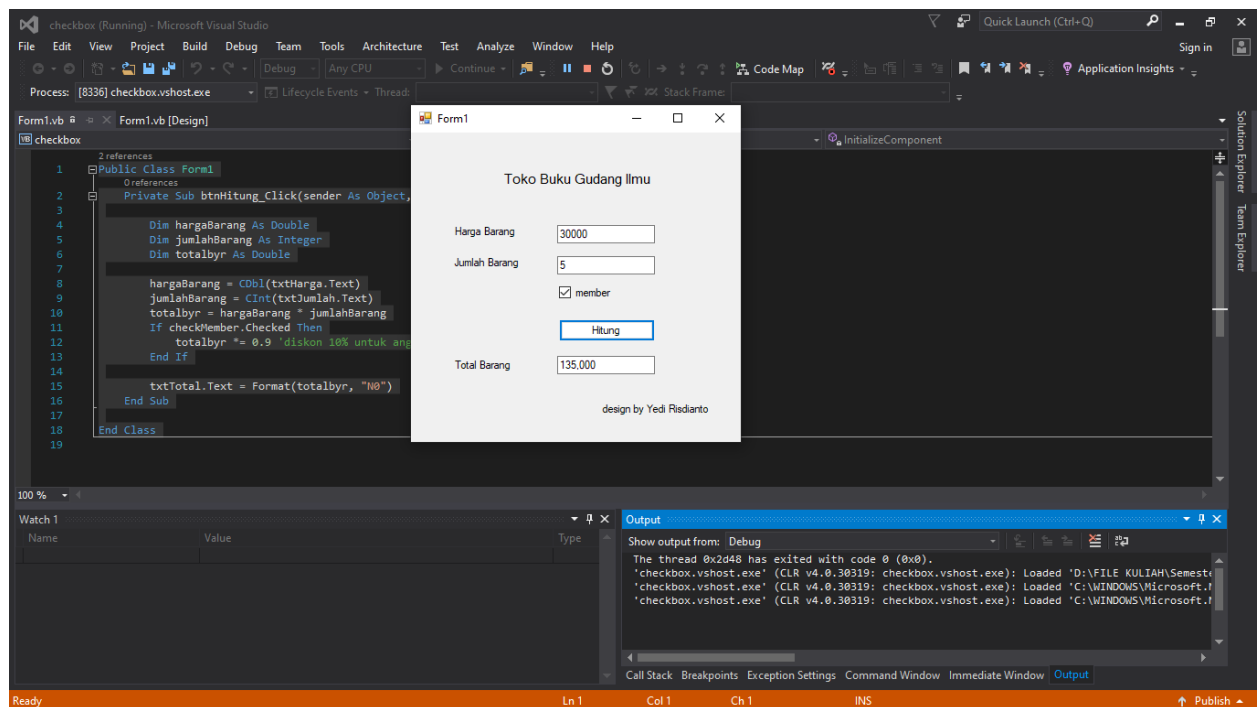 checkbox (Running) - Microsoft Visual Studio
Quick Launch (Ctrl+Q)
File Edit View Project Build Debug Team Tools Architecture Test Analyze Window Help
Sign in
Debug Any CPU Continue Code Map Application Insights
Process: [8336] checkbox.vshost.exe Lifecycle Events Thread: Stack Frame:
Form1.vb Form1.vb [Design]
VB checkbox
InitializeComponent
2 references
1 Public Class Form1
0 references
2 Private Sub btnHitung_Click(sender As Object,
3
4 Dim hargaBarang As Double
5 Dim jumlahBarang As Integer
6 Dim totalbyr As Double
7
8 hargaBarang = CDbl(txtHarga.Text)
9 jumlahBarang = CInt(txtJumlah.Text)
10 totalbyr = hargaBarang * jumlahBarang
11 If checkMember.Checked Then
12 totalbyr *= 0.9 'diskon 10% untuk ang
13 End If
14
15 txtTotal.Text = Format(totalbyr, "N0")
16 End Sub
17
18 End Class
19
Form1
Toko Buku Gudang Ilmu
Harga Barang 30000
Jumlah Barang 5
member
Hitung
Total Barang 135,000
design by Yedi Risdianto
Solution Explorer
Team Explorer
100 %
Watch 1
Name Value Type
Output
Show output from: Debug
The thread 0x2d48 has exited with code 0 (0x0).
'checkbox.vshost.exe' (CLR v4.0.30319: checkbox.vshost.exe): Loaded 'D:\FILE KULIAH\Semeste
'checkbox.vshost.exe' (CLR v4.0.30319: checkbox.vshost.exe): Loaded 'C:\WINDOWS\Microsoft.N
'checkbox.vshost.exe' (CLR v4.0.30319: checkbox.vshost.exe): Loaded 'C:\WINDOWS\Microsoft.N
Call Stack Breakpoints Exception Settings Command Window Immediate Window Output
Ready Ln 1 Col 1 Ch 1 INS Publish